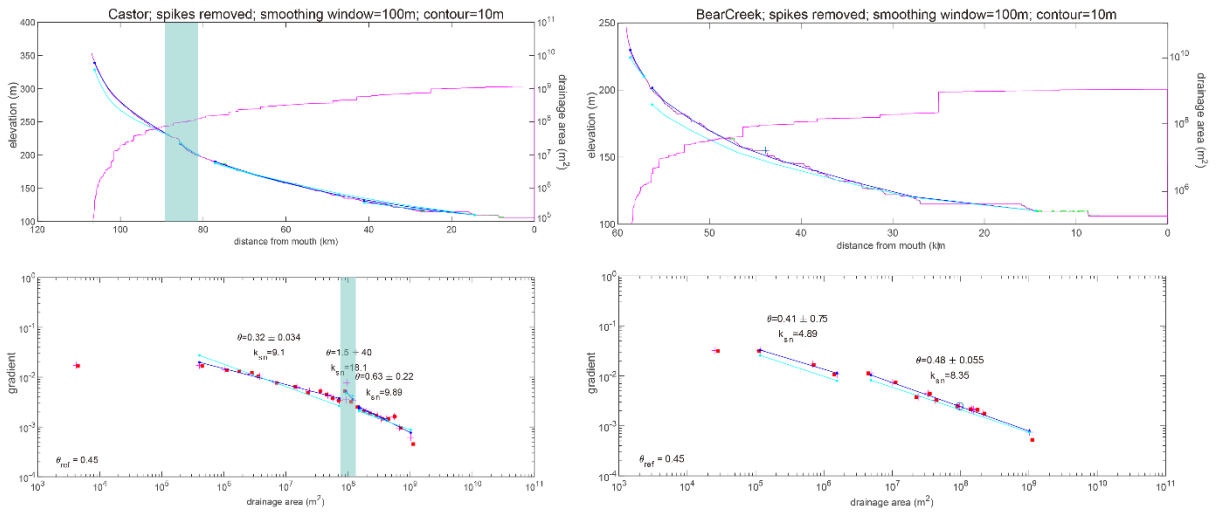 Castor; spikes removed; smoothing window=100m; contour=10m
400
350
300
250
200
150
100
elevation (m)
10^11
10^10
10^9
10^8
10^7
10^6
10^5
drainage area (m²)
120 100 80 60 40 20 0
distance from mouth (km)
BearCreek; spikes removed; smoothing window=100m; contour=10m
250
200
150
100
elevation (m)
10^10
10^8
10^6
drainage area (m²)
60 50 40 30 20 10 0
distance from mouth (km)
10^0
10^-1
10^-2
10^-3
10^-4
gradient
θ=0.32 ± 0.034
k_sn=9.1
θ=1.5 ± 40
k_sn=18.1
θ=0.63 ± 0.22
k_sn=9.89
θ_ref = 0.45
10^3 10^4 10^5 10^6 10^7 10^8 10^9 10^10 10^11
drainage area (m²)
10^0
10^-1
10^-2
10^-3
10^-4
gradient
θ=0.41 ± 0.75
k_sn=4.89
θ=0.48 ± 0.055
k_sn=8.35
θ_ref = 0.45
10^3 10^4 10^5 10^6 10^7 10^8 10^9 10^10 10^11
drainage area (m²)